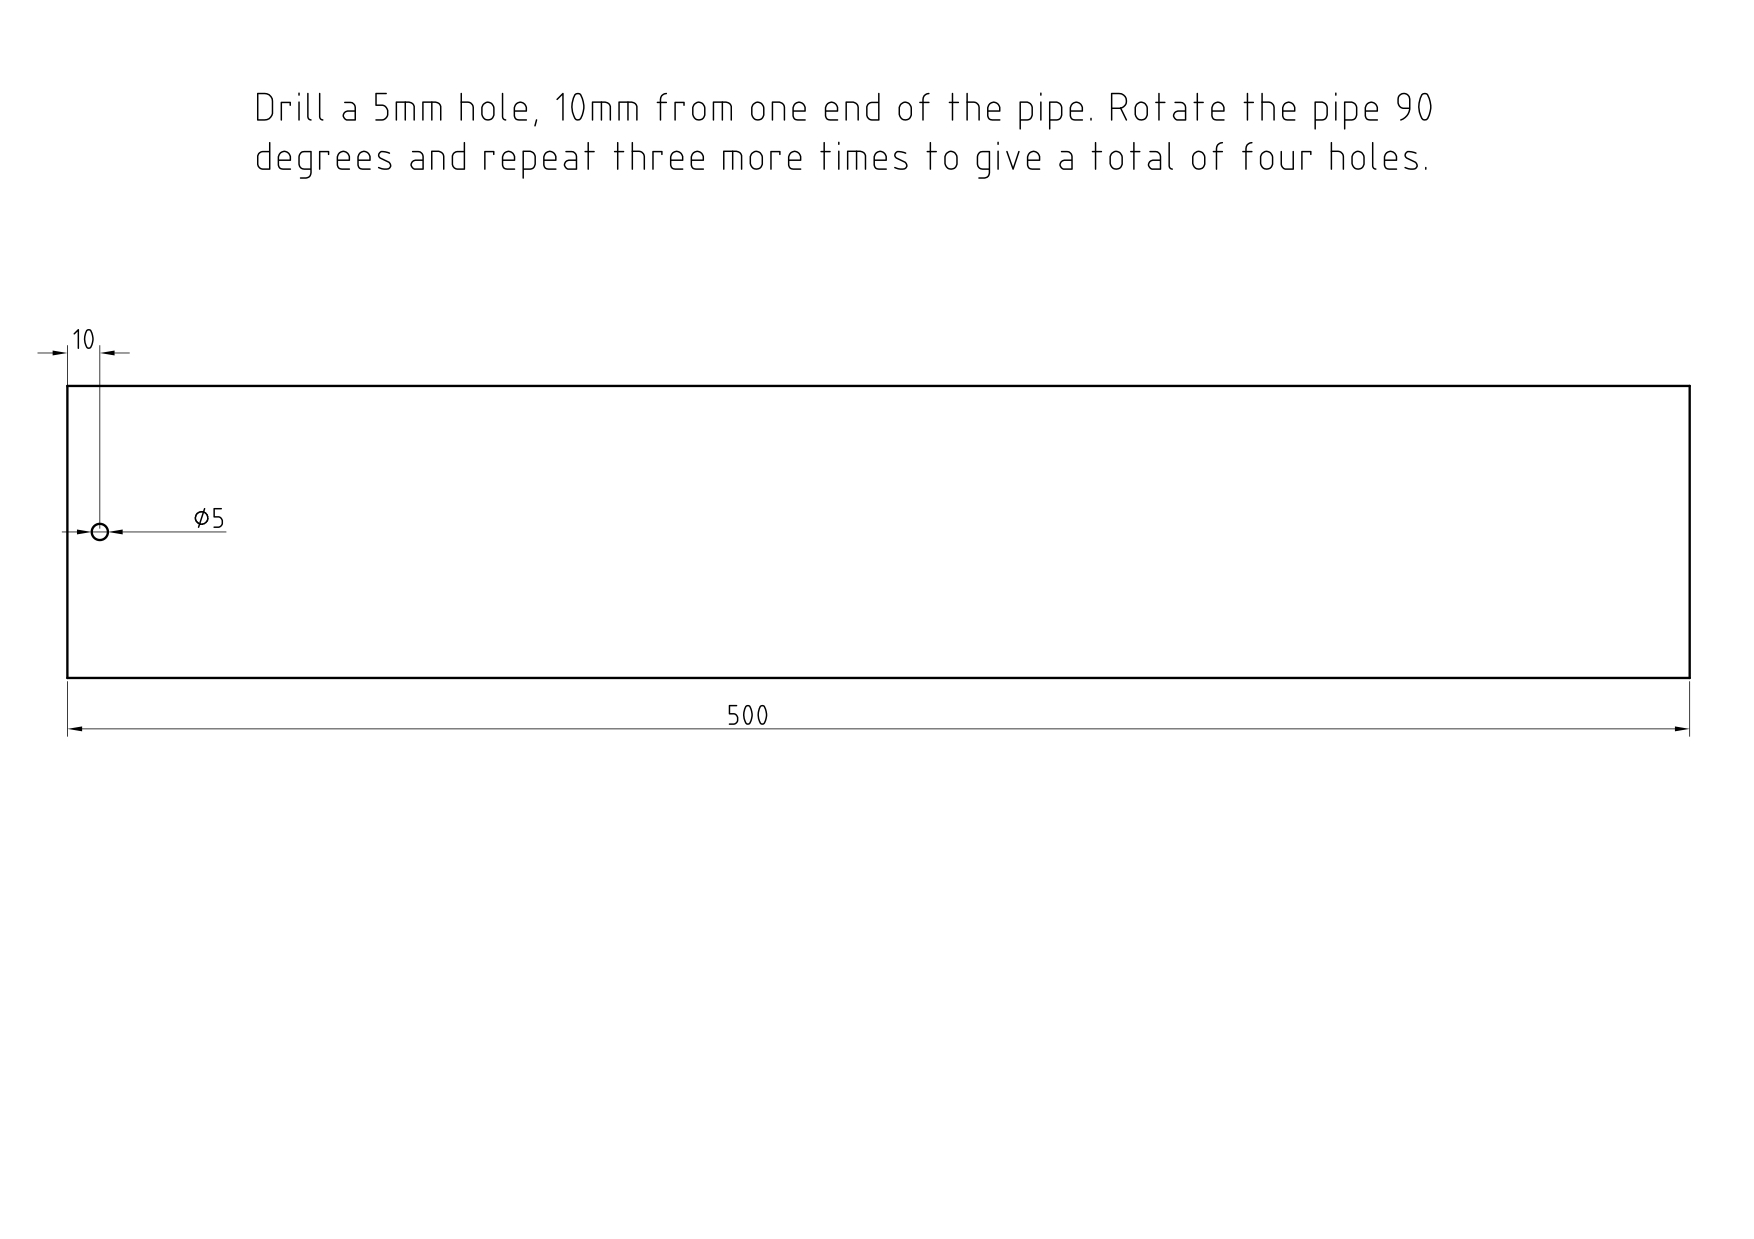 Drill a 5mm hole, 10mm from one end of the pipe. Rotate the pipe 90
degrees and repeat three more times to give a total of four holes.
10
⌀5
500